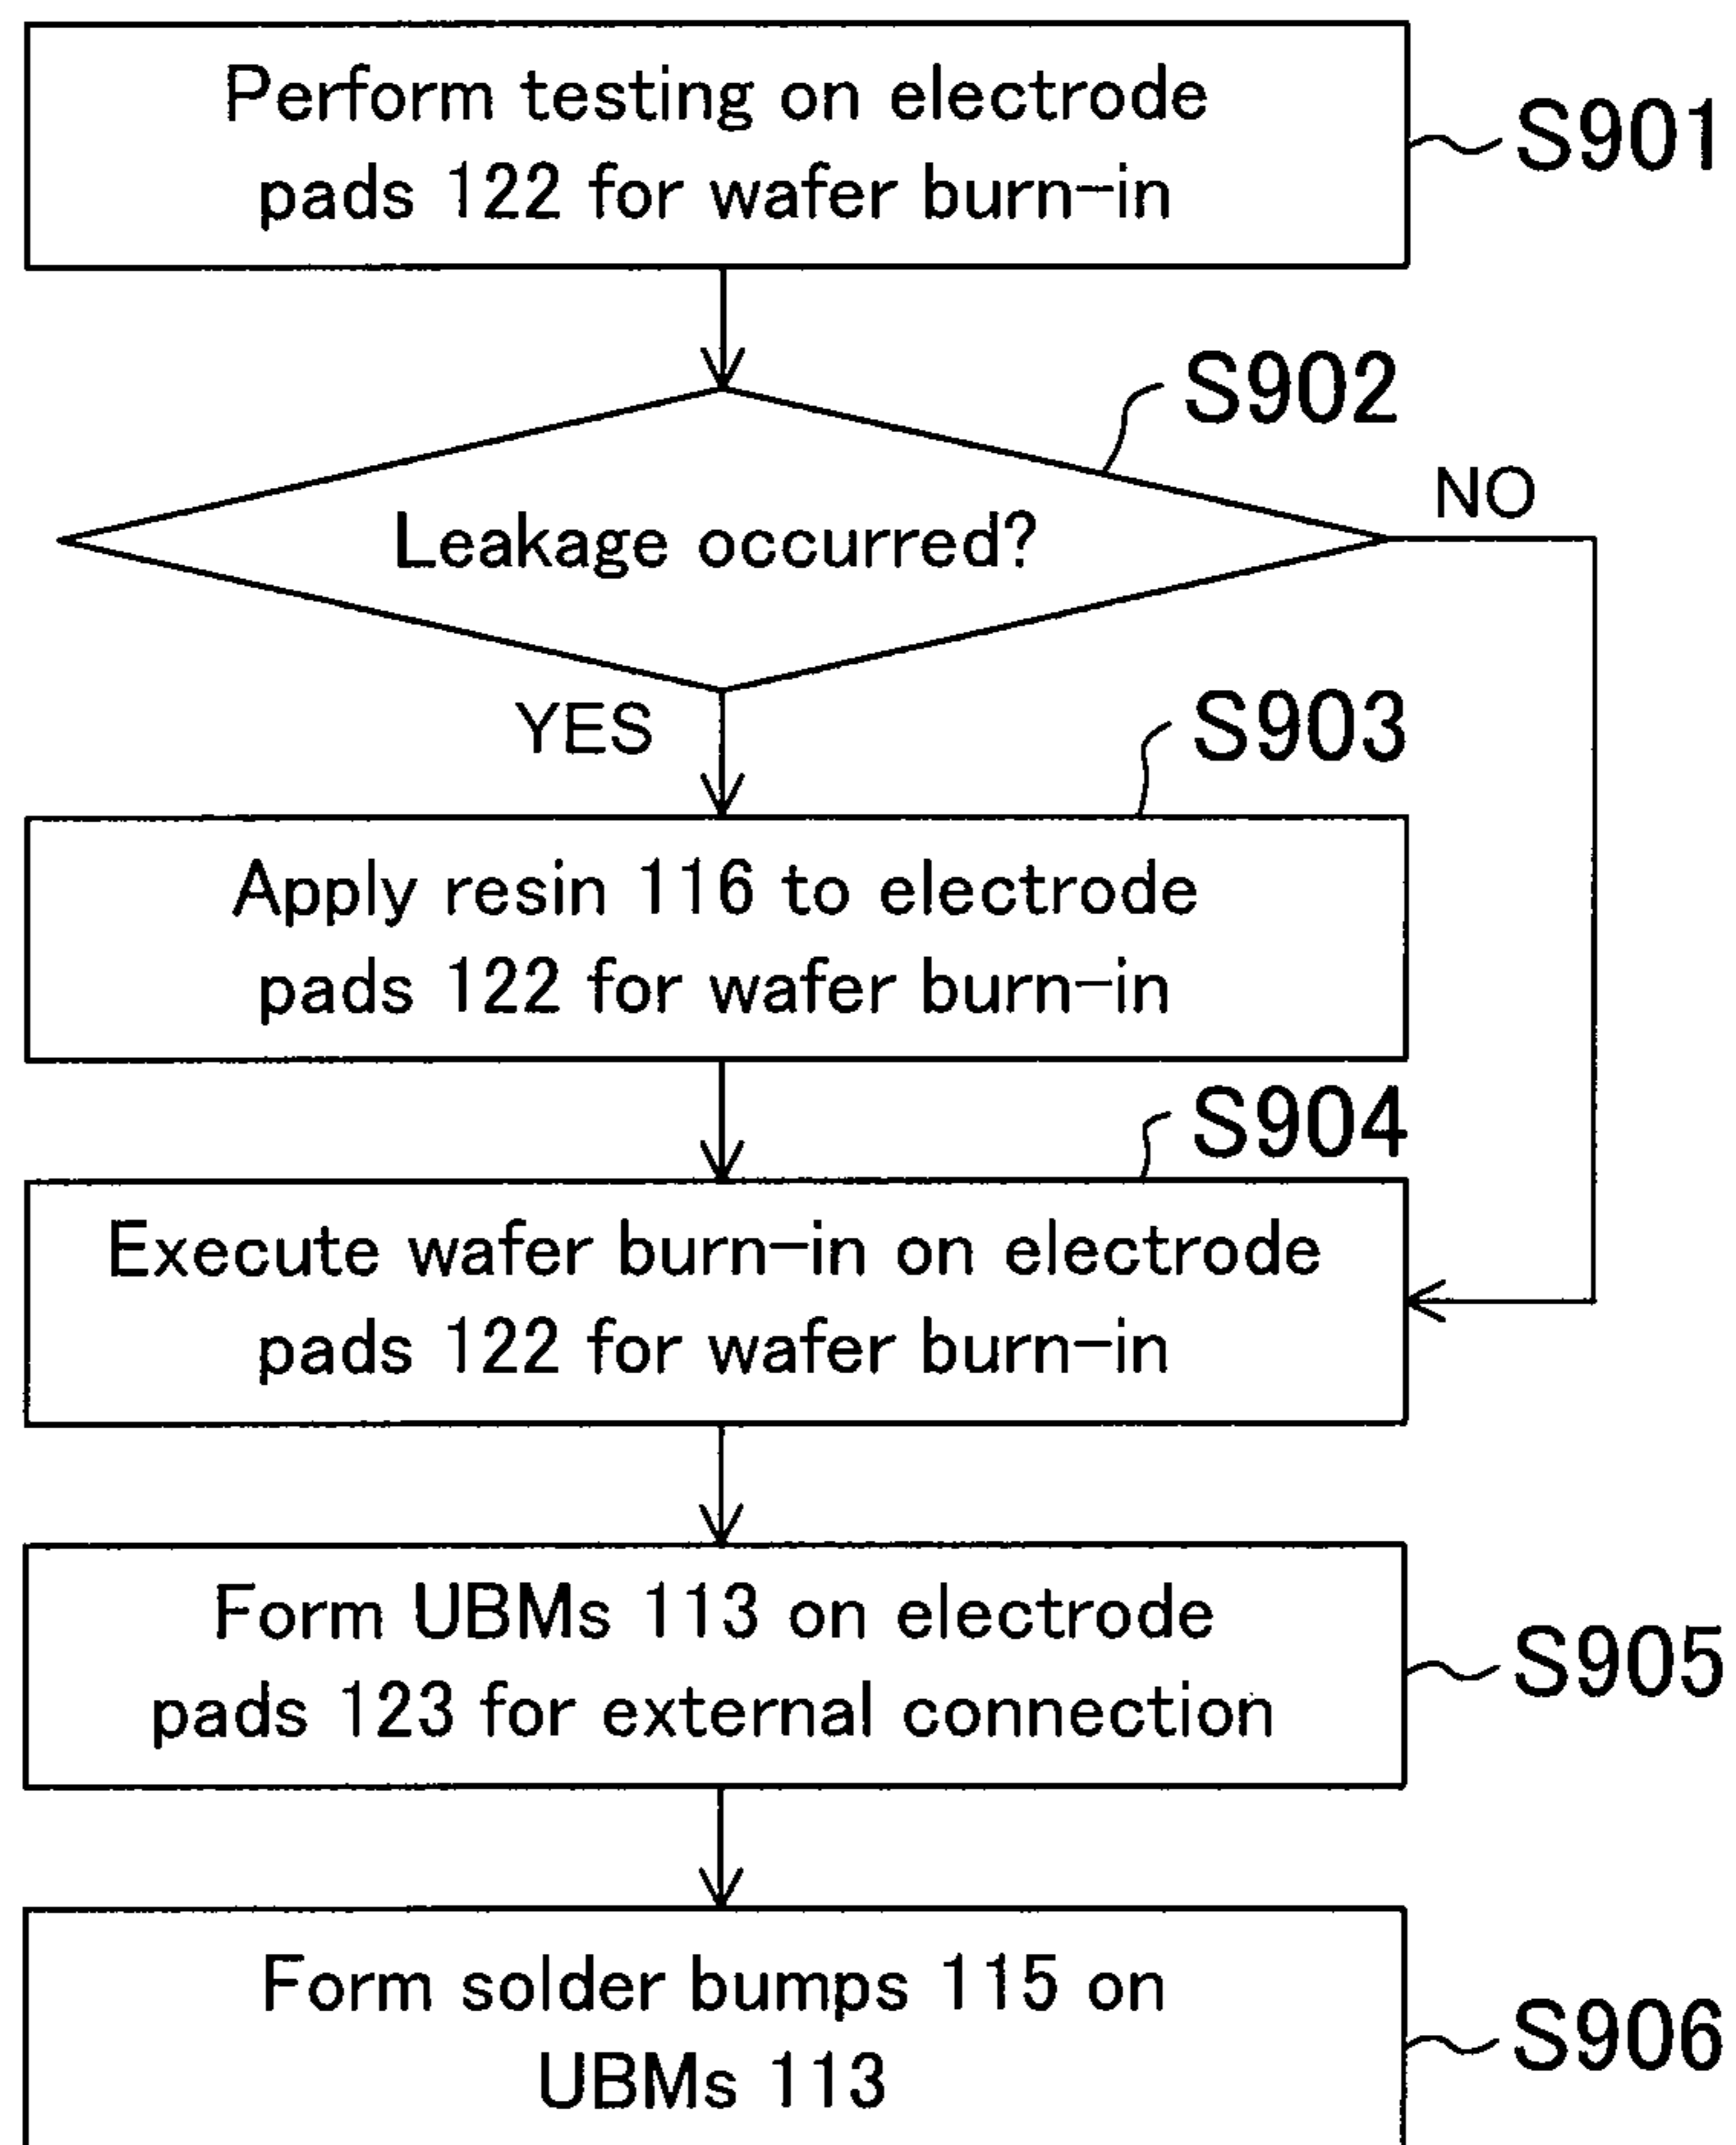 Perform testing on electrode
pads 122 for wafer burn-in
S901
S902
Leakage occurred?
NO
YES
S903
Apply resin 116 to electrode
pads 122 for wafer burn-in
S904
Execute wafer burn-in on electrode
pads 122 for wafer burn-in
Form UBMs 113 on electrode
pads 123 for external connection
S905
Form solder bumps 115 on
UBMs 113
S906